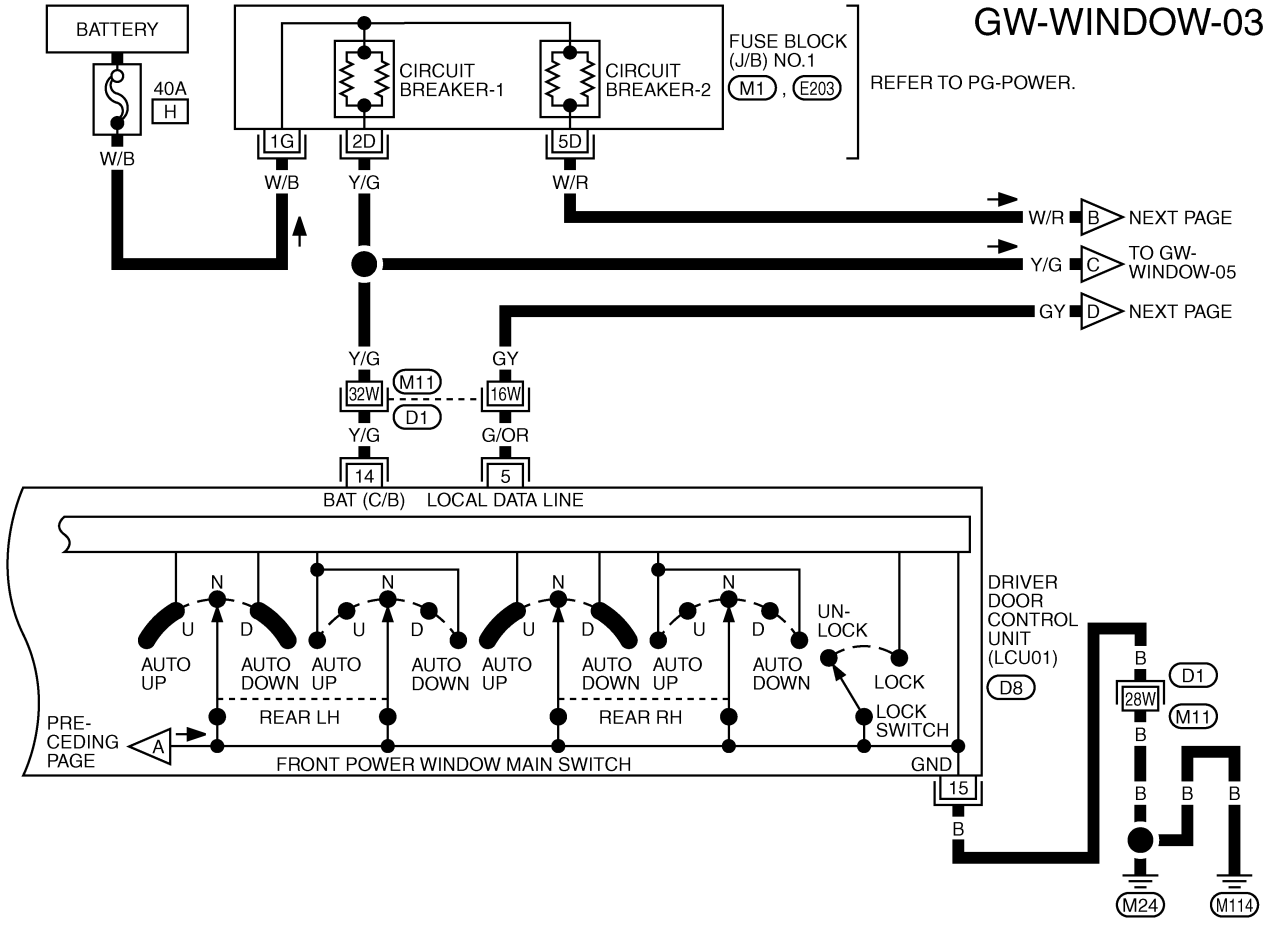 GW-WINDOW-03
BATTERY
40A
H
W/B
CIRCUIT
BREAKER-1
CIRCUIT
BREAKER-2
FUSE BLOCK
(J/B) NO.1
M1 , E203
REFER TO PG-POWER.
1G
2D
5D
W/B
Y/G
W/R
W/R
B
NEXT PAGE
Y/G
C
TO GW-
WINDOW-05
GY
D
NEXT PAGE
Y/G
GY
32W
M11
D1
16W
Y/G
G/OR
14
5
BAT (C/B)
LOCAL DATA LINE
N
U
D
AUTO
UP
AUTO
DOWN
N
U
D
AUTO
UP
AUTO
DOWN
REAR LH
N
U
D
AUTO
UP
AUTO
DOWN
N
U
D
AUTO
UP
AUTO
DOWN
REAR RH
UN-
LOCK
LOCK
LOCK
SWITCH
PRE-
CEDING
PAGE
A
FRONT POWER WINDOW MAIN SWITCH
GND
15
B
DRIVER
DOOR
CONTROL
UNIT
(LCU01)
D8
B
28W
D1
M11
B
B
B
B
M24
M114